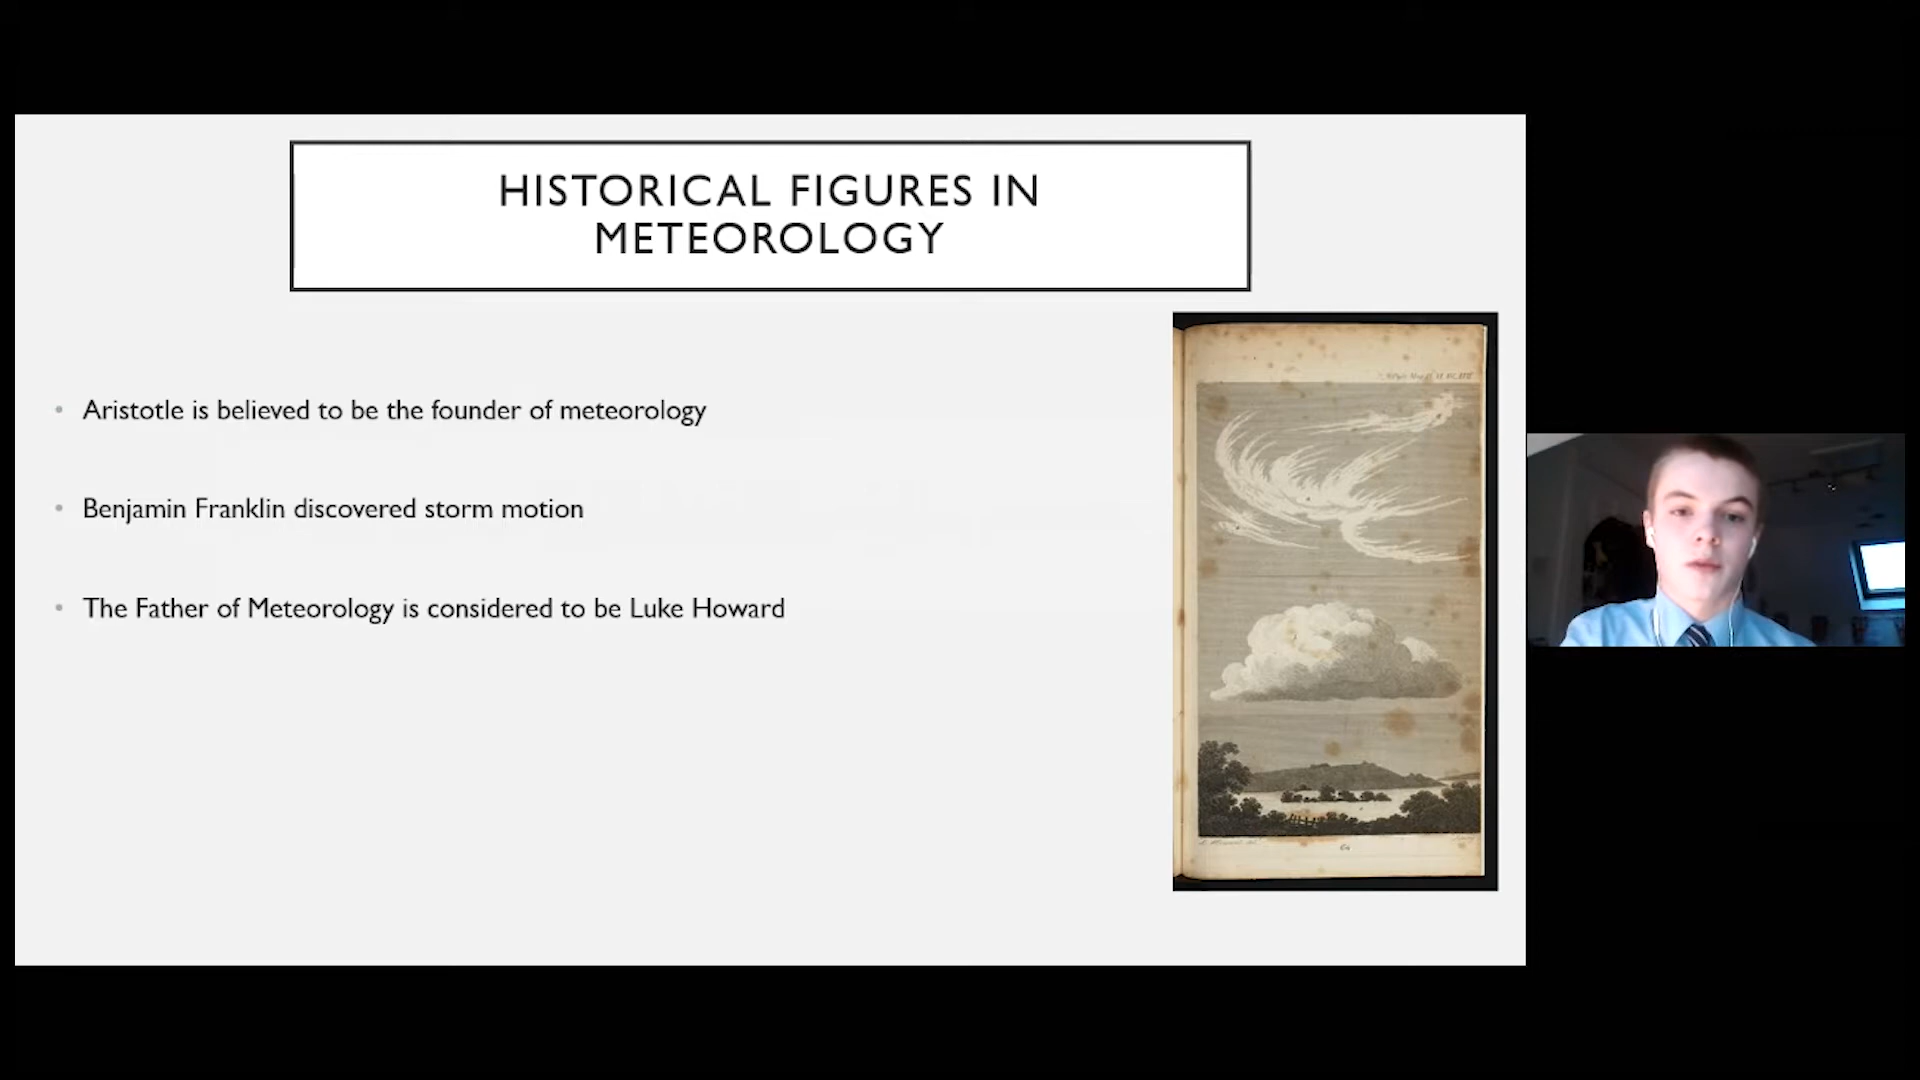 HISTORICAL FIGURES IN
METEOROLOGY
Aristotle is believed to be the founder of meteorology
Benjamin Franklin discovered storm motion
The Father of Meteorology is considered to be Luke Howard